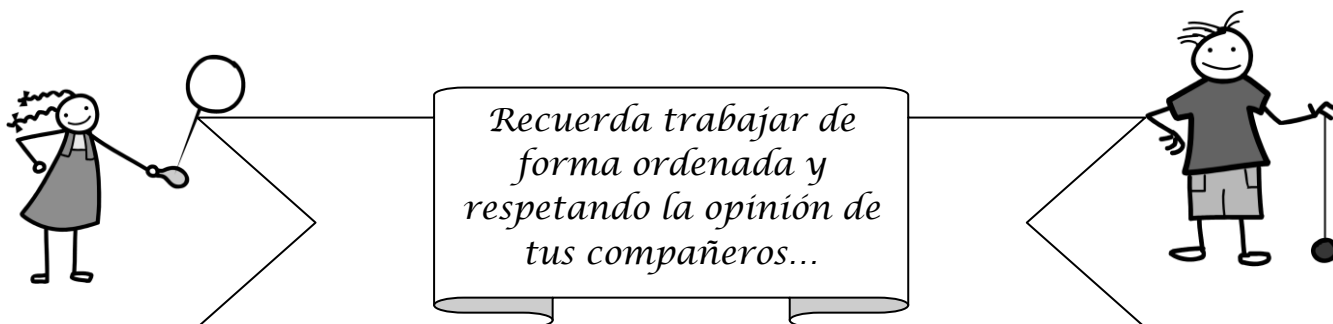 Recuerda trabajar de
forma ordenada y
respetando la opinión de
tus compañeros...